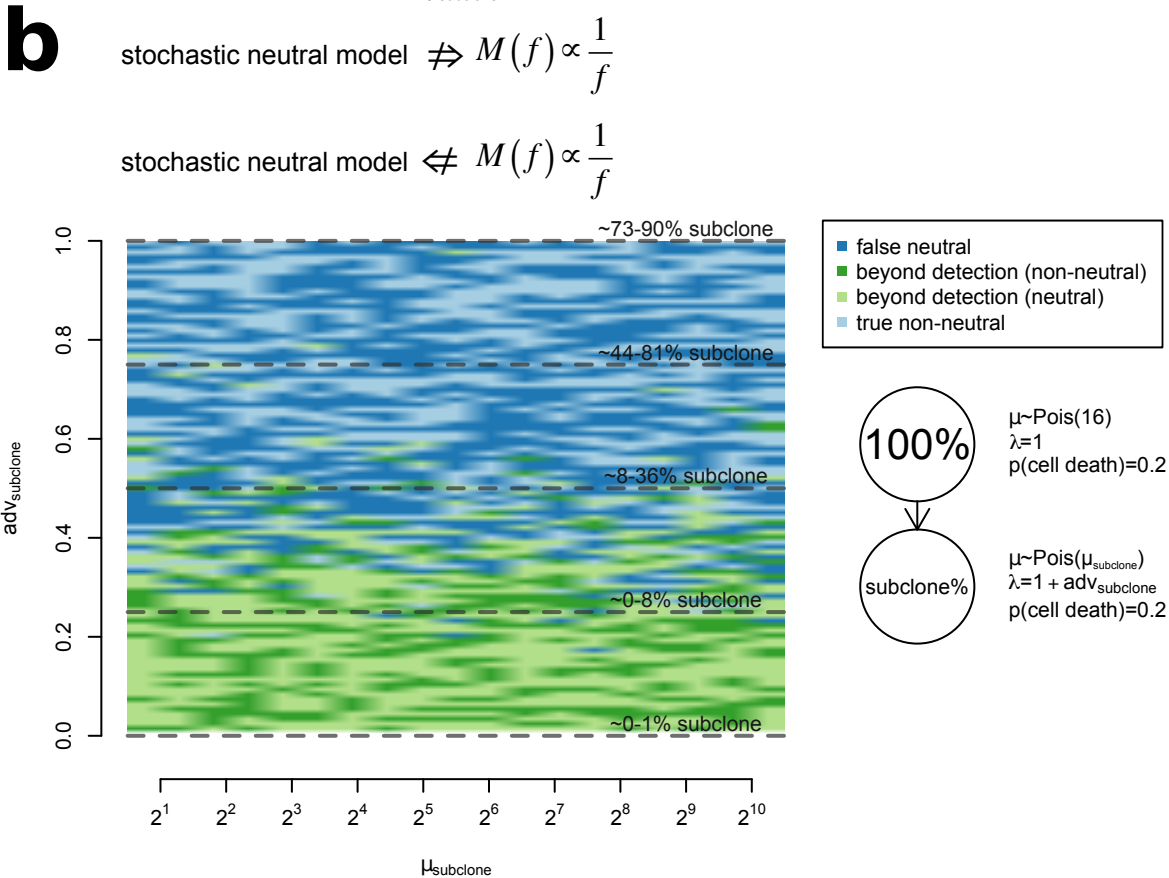 b
stochastic neutral model ⇏ M(f) ∝ 1/f
stochastic neutral model ⇍ M(f) ∝ 1/f
~73-90% subclone
~44-81% subclone
~8-36% subclone
~0-8% subclone
~0-1% subclone
1.0
0.8
0.6
0.4
0.2
0.0
adv_subclone
2^1 2^2 2^3 2^4 2^5 2^6 2^7 2^8 2^9 2^10
μ_subclone
false neutral
beyond detection (non-neutral)
beyond detection (neutral)
true non-neutral
100%
μ~Pois(16)
λ=1
p(cell death)=0.2
subclone%
μ~Pois(μ_subclone)
λ=1 + adv_subclone
p(cell death)=0.2